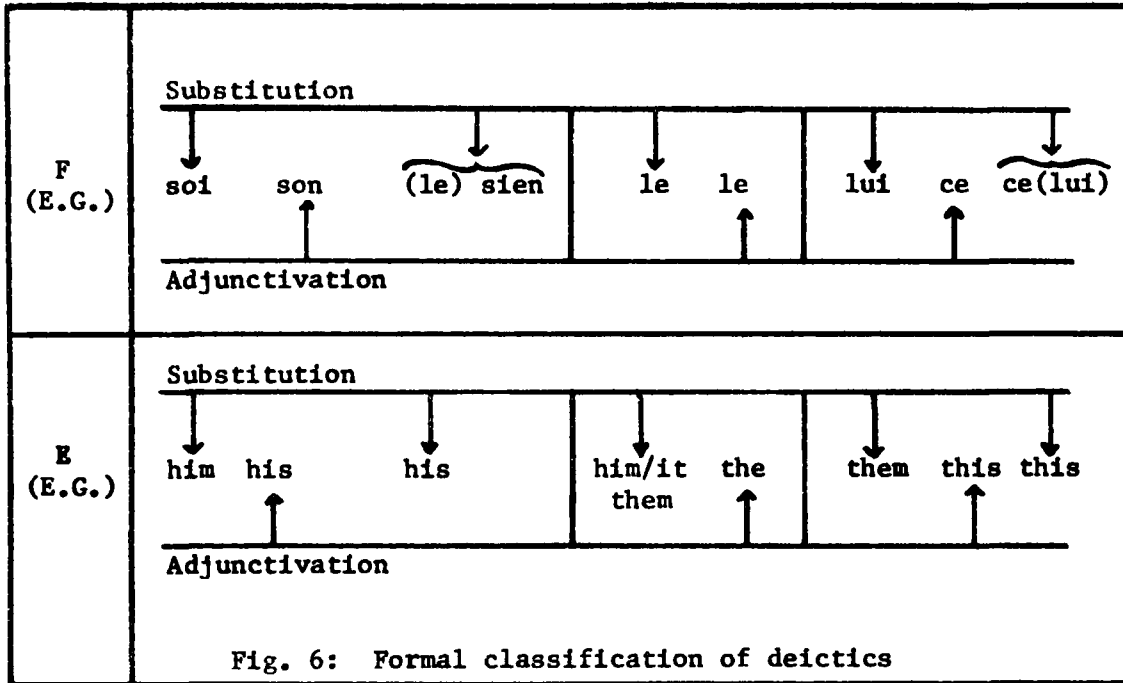 Substitution
F
(E.G.)
soi son (le) sien le le lui ce ce(lui)
Adjunctivation
Substitution
E
(E.G.)
him his his him/it the them this this
them
Adjunctivation
Fig. 6: Formal classification of deictics